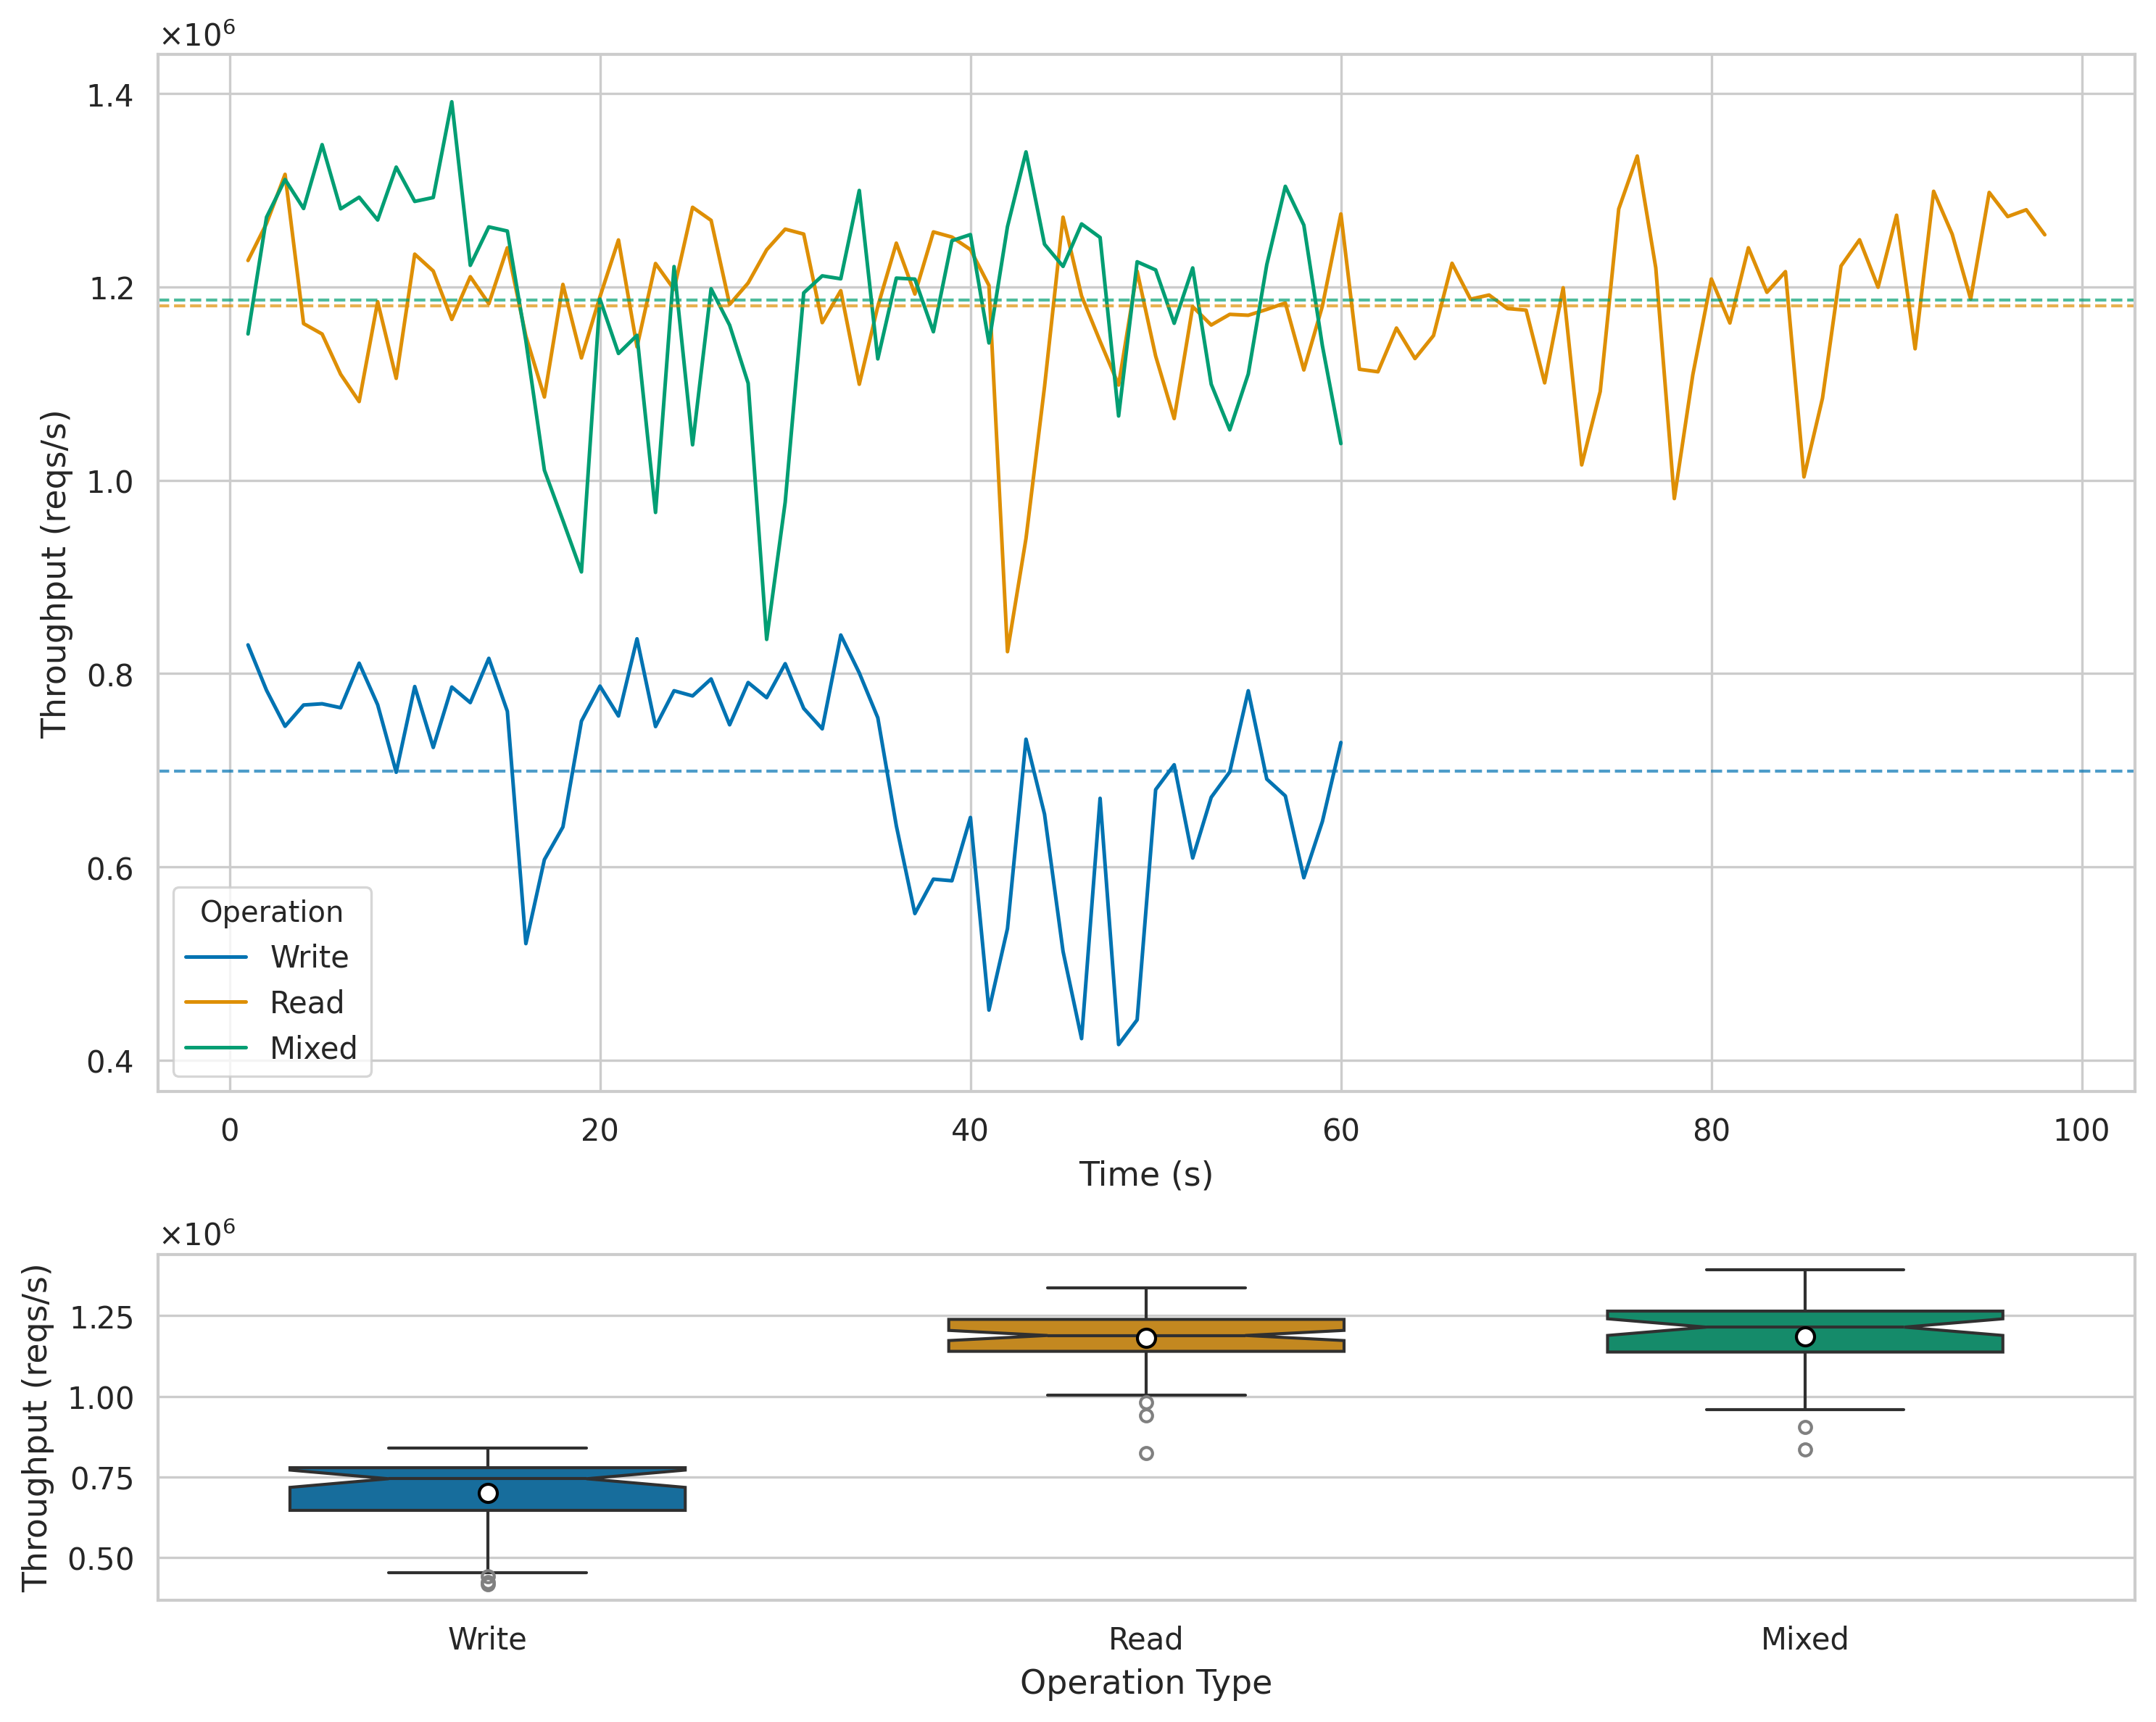 ×10⁶
1.4
1.2
1.0
0.8
0.6
0.4
Throughput (reqs/s)
Operation
Write
Read
Mixed
0 20 40 60 80 100
Time (s)
×10⁶
1.25
1.00
0.75
0.50
Throughput (reqs/s)
Write Read Mixed
Operation Type